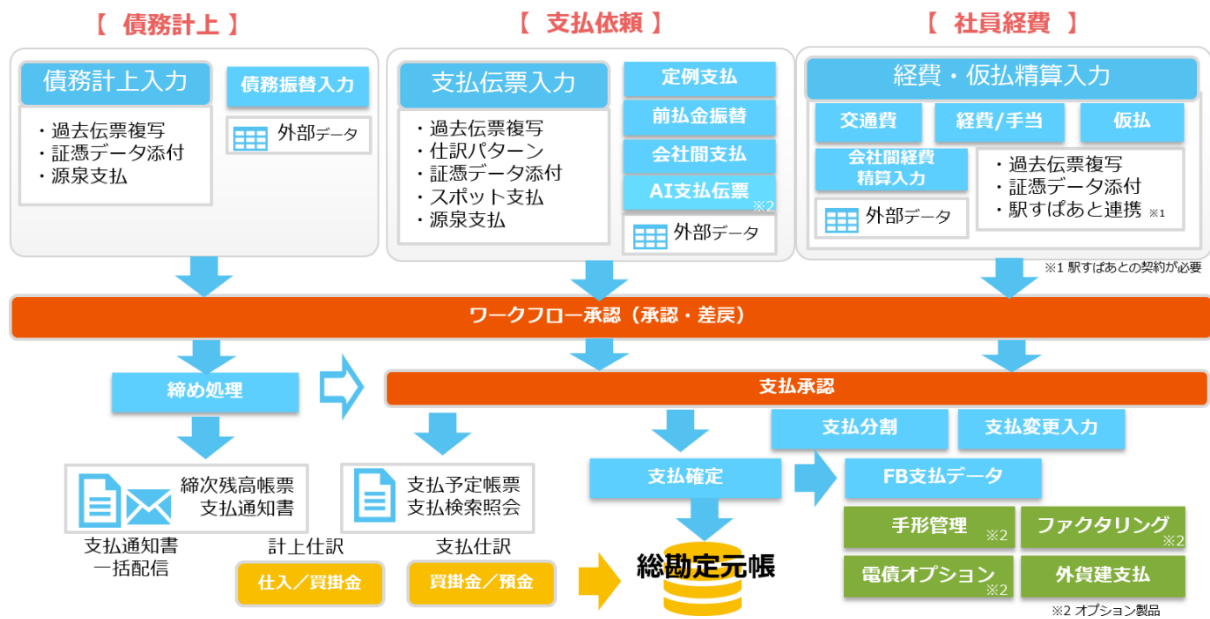 【 債務計上 】
債務計上入力
・過去伝票複写
・証憑データ添付
・源泉支払
債務振替入力
外部データ
【 支払依頼 】
支払伝票入力
・過去伝票複写
・仕訳パターン
・証憑データ添付
・スポット支払
・源泉支払
定例支払
前払金振替
会社間支払
AI支払伝票
※2
外部データ
【 社員経費 】
経費・仮払精算入力
交通費
経費/手当
仮払
会社間経費
精算入力
外部データ
・過去伝票複写
・証憑データ添付
・駅すぱあと連携 ※1
※1 駅すぱあとの契約が必要
ワークフロー承認（承認・差戻）
締め処理
支払承認
支払分割
支払変更入力
締次残高帳票
支払通知書
支払通知書
一括配信
支払予定帳票
支払検索照会
支払確定
FB支払データ
手形管理
※2
ファクタリング
※2
電債オプション
※2
外貨建支払
計上仕訳
仕入／買掛金
支払仕訳
買掛金／預金
総勘定元帳
※2 オプション製品